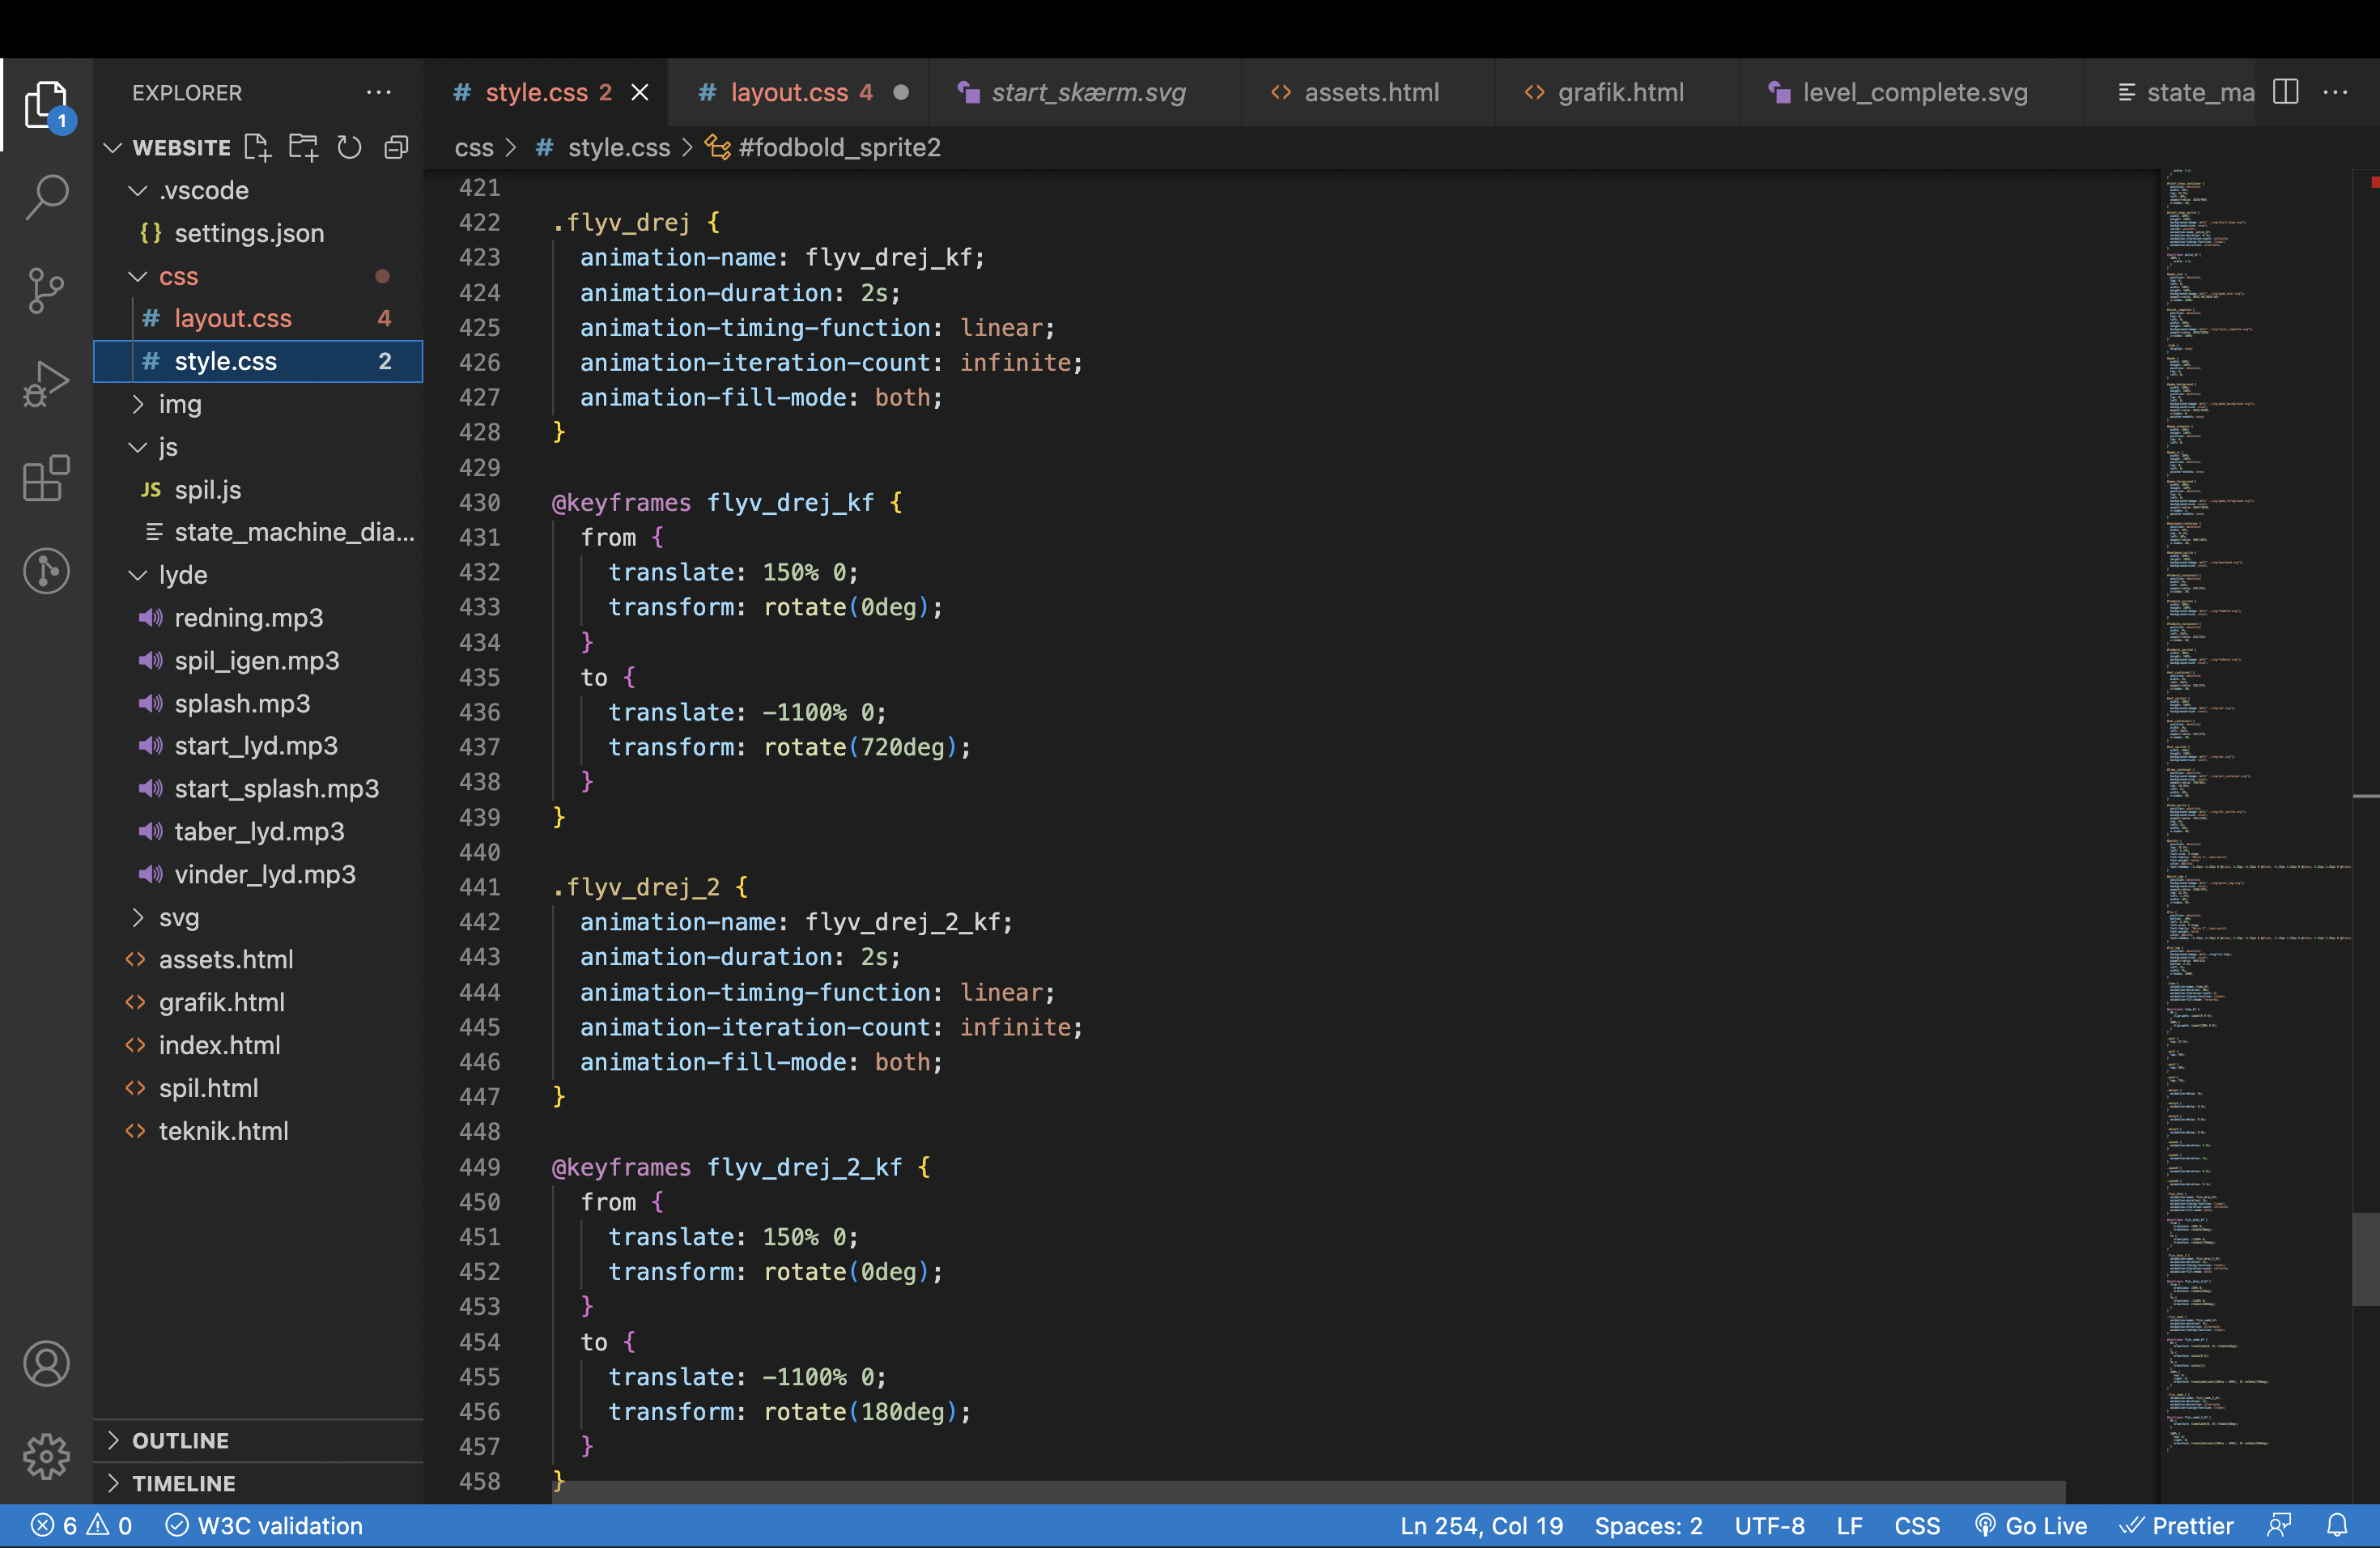 EXPLORER
style.css 2
layout.css 4
start_skærm.svg
assets.html
grafik.html
level_complete.svg
state_ma
1
WEBSITE
css > # style.css > #fodbold_sprite2
.vscode
settings.json
css
layout.css 4
style.css 2
img
js
JS spil.js
state_machine_dia...
lyde
redning.mp3
spil_igen.mp3
splash.mp3
start_lyd.mp3
start_splash.mp3
taber_lyd.mp3
vinder_lyd.mp3
svg
assets.html
grafik.html
index.html
spil.html
teknik.html
OUTLINE
TIMELINE
421
422 .flyv_drej {
423 animation-name: flyv_drej_kf;
424 animation-duration: 2s;
425 animation-timing-function: linear;
426 animation-iteration-count: infinite;
427 animation-fill-mode: both;
428 }
429
430 @keyframes flyv_drej_kf {
431 from {
432 translate: 150% 0;
433 transform: rotate(0deg);
434 }
435 to {
436 translate: -1100% 0;
437 transform: rotate(720deg);
438 }
439 }
440
441 .flyv_drej_2 {
442 animation-name: flyv_drej_2_kf;
443 animation-duration: 2s;
444 animation-timing-function: linear;
445 animation-iteration-count: infinite;
446 animation-fill-mode: both;
447 }
448
449 @keyframes flyv_drej_2_kf {
450 from {
451 translate: 150% 0;
452 transform: rotate(0deg);
453 }
454 to {
455 translate: -1100% 0;
456 transform: rotate(180deg);
457 }
458 }
6 0 W3C validation
Ln 254, Col 19 Spaces: 2 UTF-8 LF CSS Go Live Prettier